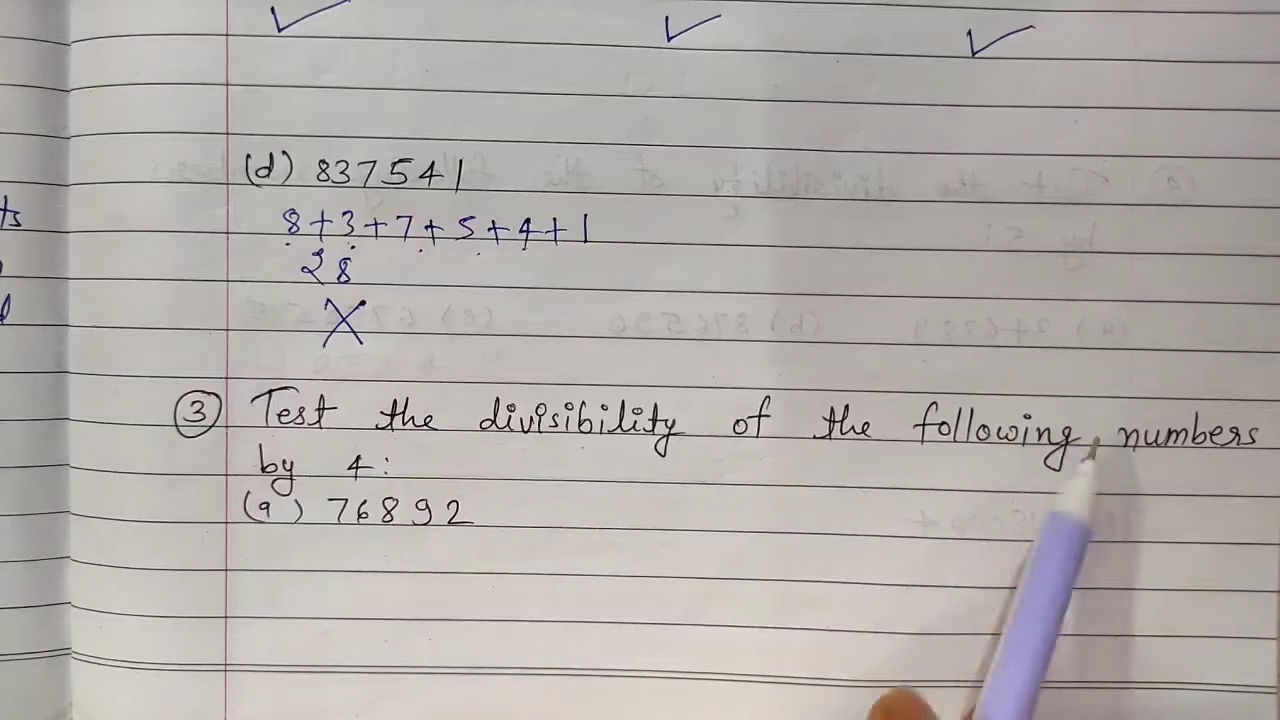 (d) 837541
8+3+7+5+4+1
28
③ Test the divisibility of the following numbers
by 4:
(a) 76892